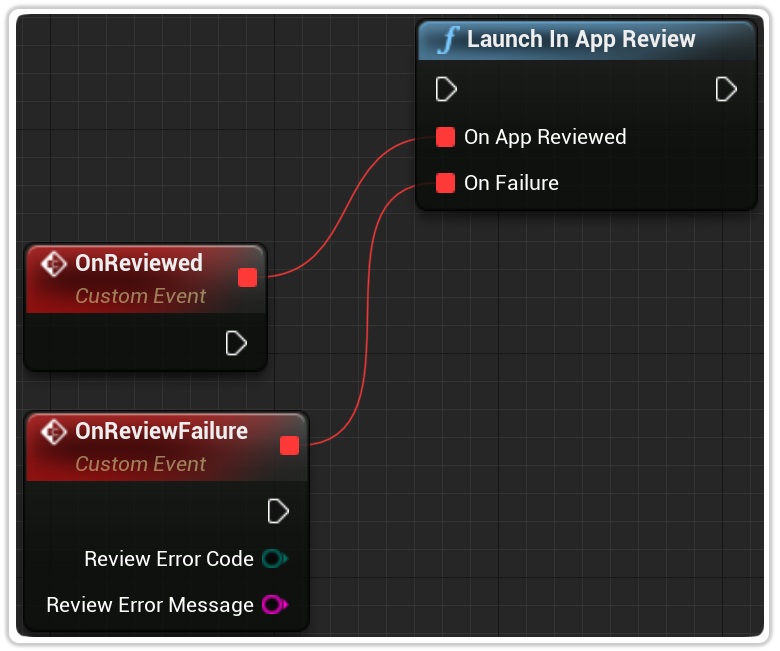 Launch In App Review
On App Reviewed
On Failure
OnReviewed
Custom Event
OnReviewFailure
Custom Event
Review Error Code
Review Error Message